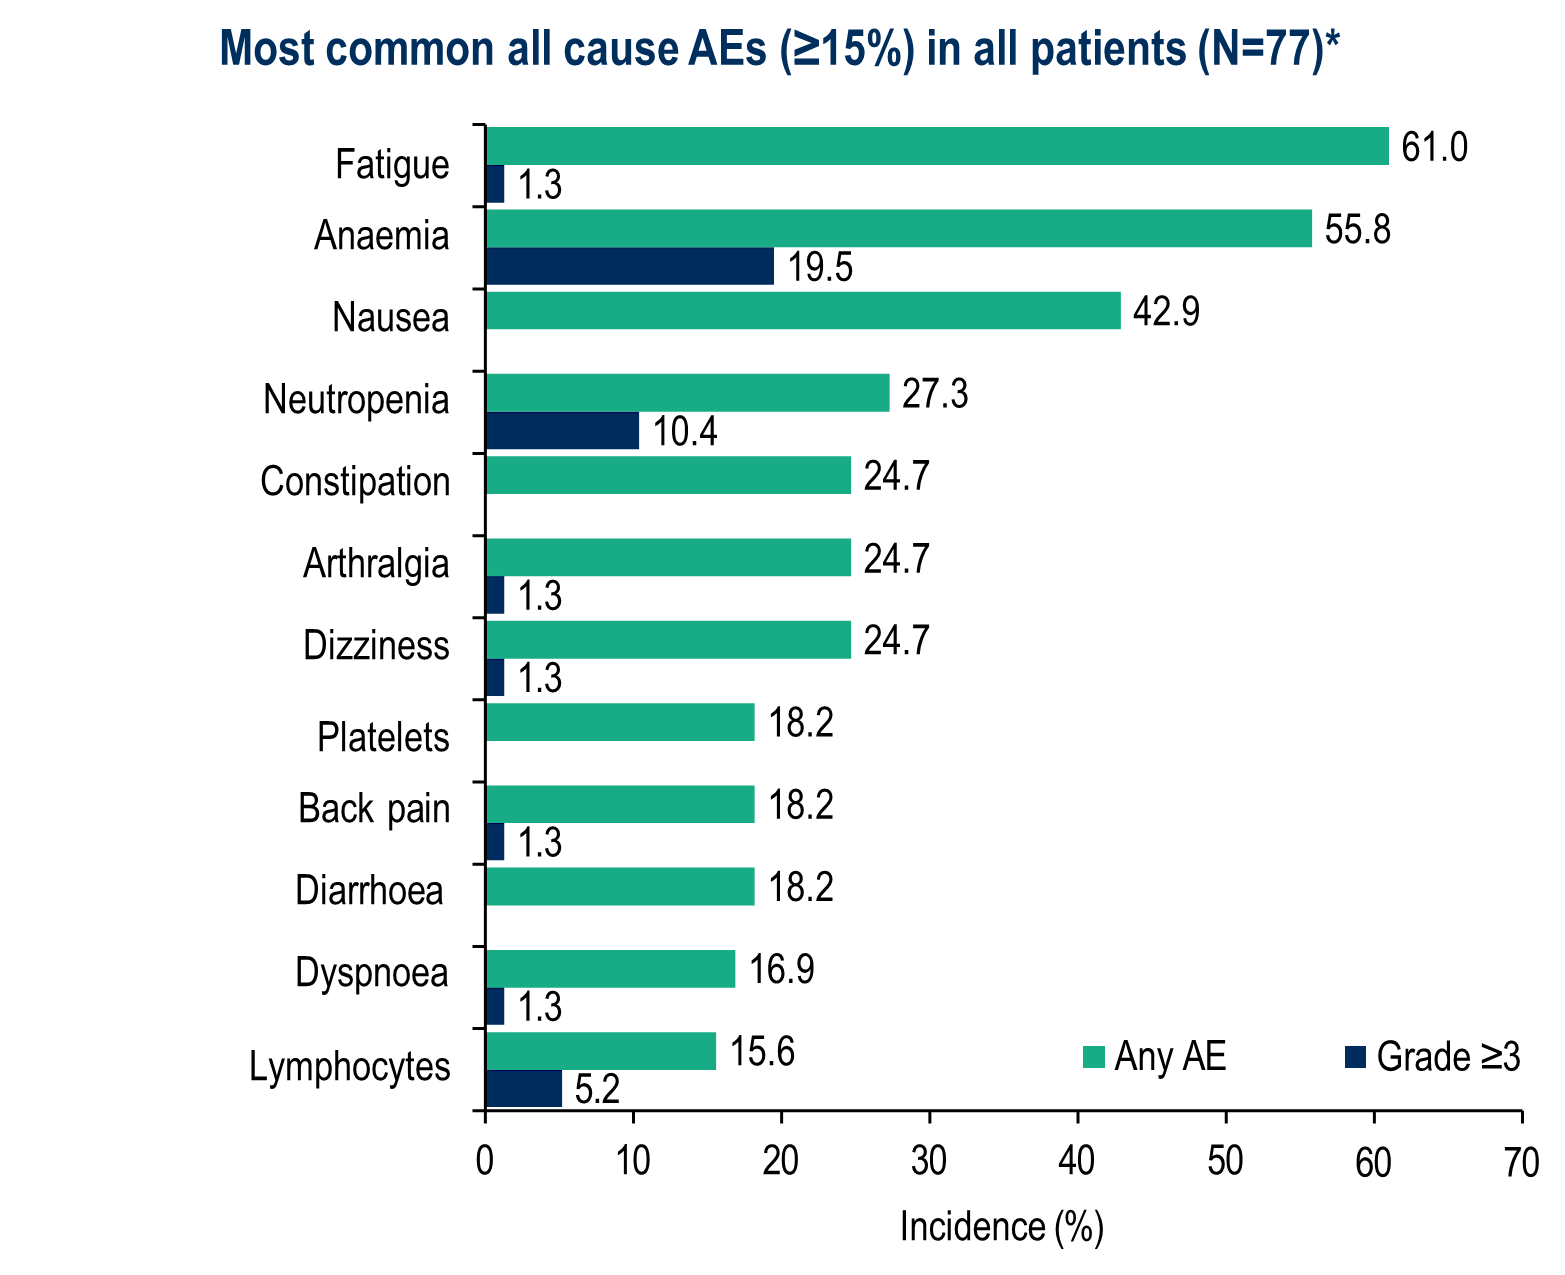 Most common all cause AEs (≥15%) in all patients (N=77)*
Fatigue
61.0
1.3
Anaemia
55.8
19.5
Nausea
42.9
Neutropenia
27.3
10.4
Constipation
24.7
Arthralgia
24.7
1.3
Dizziness
24.7
1.3
Platelets
18.2
Back pain
18.2
1.3
Diarrhoea
18.2
Dyspnoea
16.9
1.3
Lymphocytes
15.6
5.2
Any AE
Grade ≥3
0 10 20 30 40 50 60 70
Incidence (%)